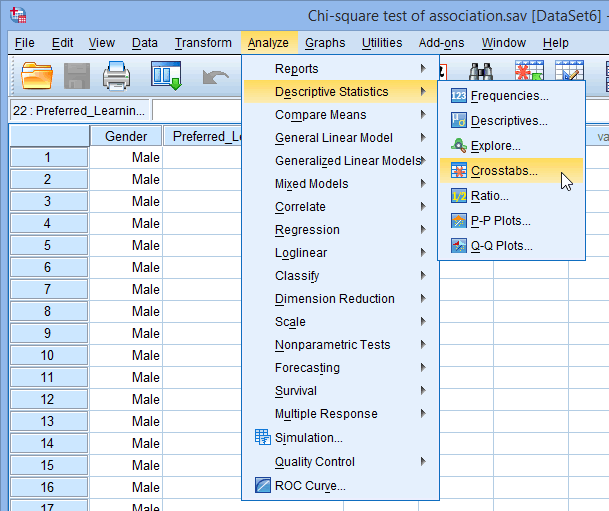 Chi-square test of association.sav [DataSet6] -
File Edit View Data Transform Analyze Graphs Utilities Add-ons Window Help
22 : Preferred_Learnin...
Gender Preferred_L
1 Male
2 Male
3 Male
4 Male
5 Male
6 Male
7 Male
8 Male
9 Male
10 Male
11 Male
12 Male
13 Male
14 Male
15 Male
16 Male
17 Male
Reports
Descriptive Statistics
Compare Means
General Linear Model
Generalized Linear Models
Mixed Models
Correlate
Regression
Loglinear
Classify
Dimension Reduction
Scale
Nonparametric Tests
Forecasting
Survival
Multiple Response
Simulation...
Quality Control
ROC Curve...
Frequencies...
Descriptives...
Explore...
Crosstabs...
Ratio...
P-P Plots...
Q-Q Plots...
va